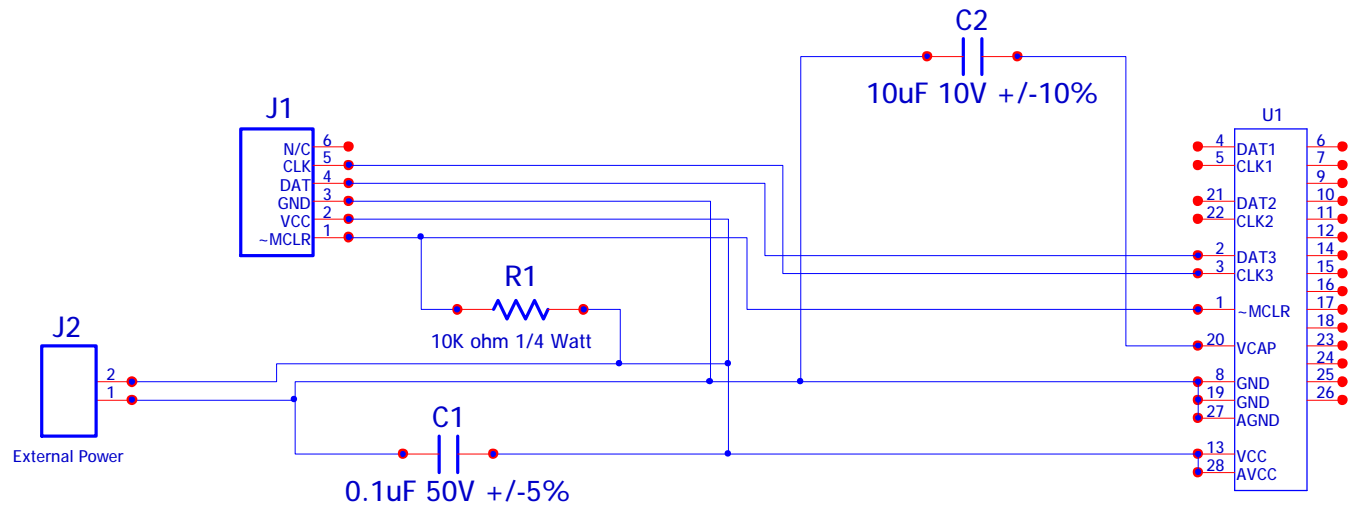 C2
10uF 10V +/-10%
J1
N/C 6
CLK 5
DAT 4
GND 3
VCC 2
~MCLR 1
R1
10K ohm 1/4 Watt
J2
2
1
External Power
C1
0.1uF 50V +/-5%
U1
4 DAT1 6
5 CLK1 7
9
21 DAT2 10
22 CLK2 11
12
2 DAT3 14
3 CLK3 15
16
1 ~MCLR 17
18
20 VCAP 23
24
8 GND 25
19 GND 26
27 AGND
13 VCC
28 AVCC